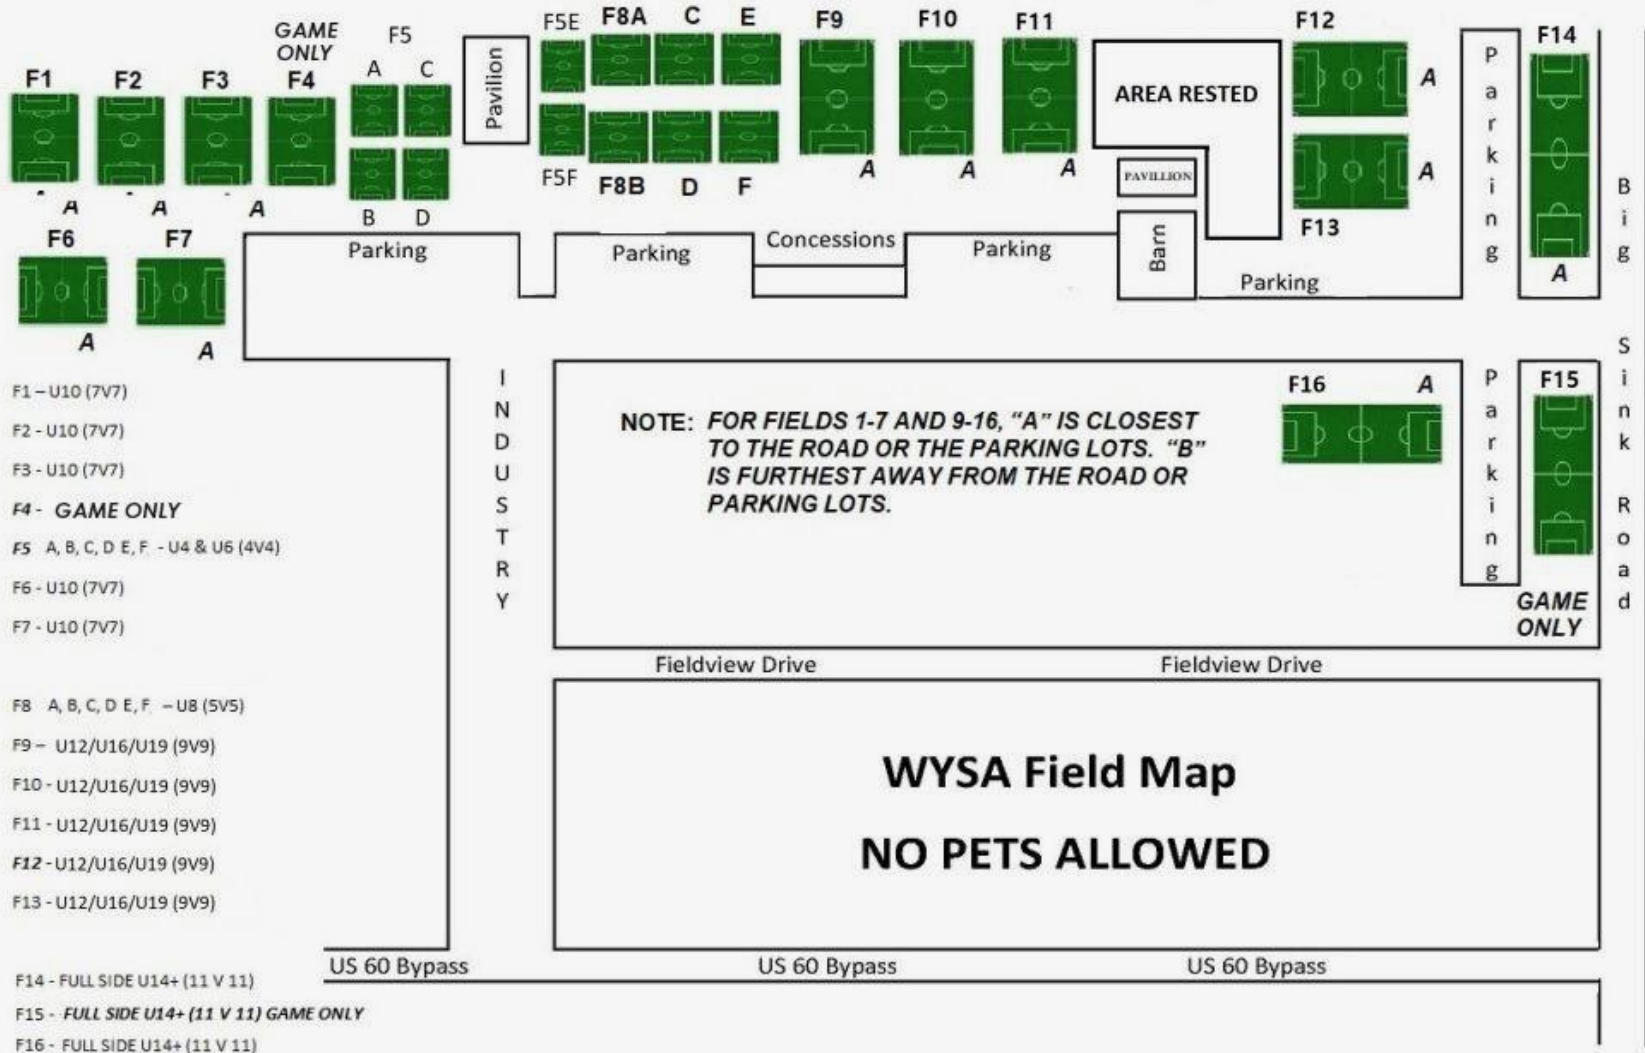 F5E F8A C E F9 F10 F11 F12
GAME
ONLY
F5
F14
F1 F2 F3 F4 A C
Pavilion
AREA RESTED
A
PAVILLION
F5F F8B D F A A A A
B D
A A A
F6 F7
Parking Parking Concessions Parking Barn F13
Parking
Parking
A
A A
Big Sink Road
INDUSTRY
F16 A Parking F15
NOTE: FOR FIELDS 1-7 AND 9-16, “A” IS CLOSEST
TO THE ROAD OR THE PARKING LOTS. “B”
IS FURTHEST AWAY FROM THE ROAD OR
PARKING LOTS.
GAME
ONLY
F1 – U10 (7V7)
F2 - U10 (7V7)
F3 - U10 (7V7)
F4 - GAME ONLY
F5 A, B, C, D E, F - U4 & U6 (4V4)
F6 - U10 (7V7)
F7 - U10 (7V7)
Fieldview Drive Fieldview Drive
F8 A, B, C, D E, F – U8 (5V5)
F9 – U12/U16/U19 (9V9)
F10 - U12/U16/U19 (9V9)
F11 - U12/U16/U19 (9V9)
F12 - U12/U16/U19 (9V9)
F13 - U12/U16/U19 (9V9)
WYSA Field Map
NO PETS ALLOWED
US 60 Bypass US 60 Bypass US 60 Bypass
F14 - FULL SIDE U14+ (11 V 11)
F15 - FULL SIDE U14+ (11 V 11) GAME ONLY
F16 - FULL SIDE U14+ (11 V 11)